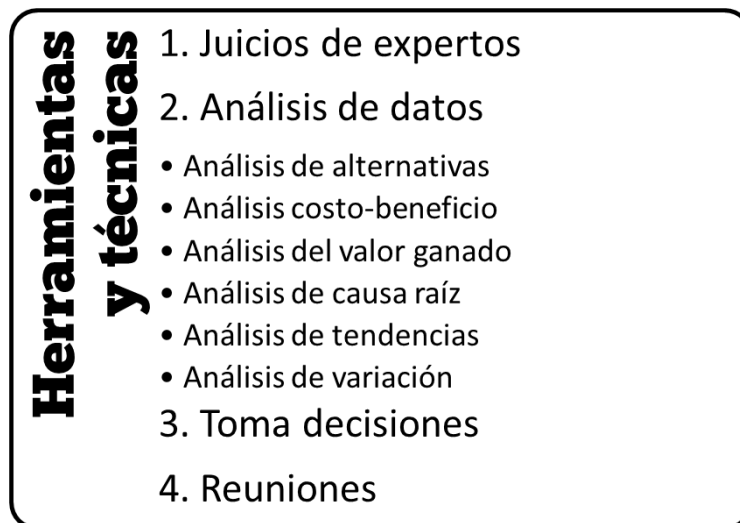 Herramientas
y técnicas
1. Juicios de expertos
2. Análisis de datos
• Análisis de alternativas
• Análisis costo-beneficio
• Análisis del valor ganado
• Análisis de causa raíz
• Análisis de tendencias
• Análisis de variación
3. Toma decisiones
4. Reuniones